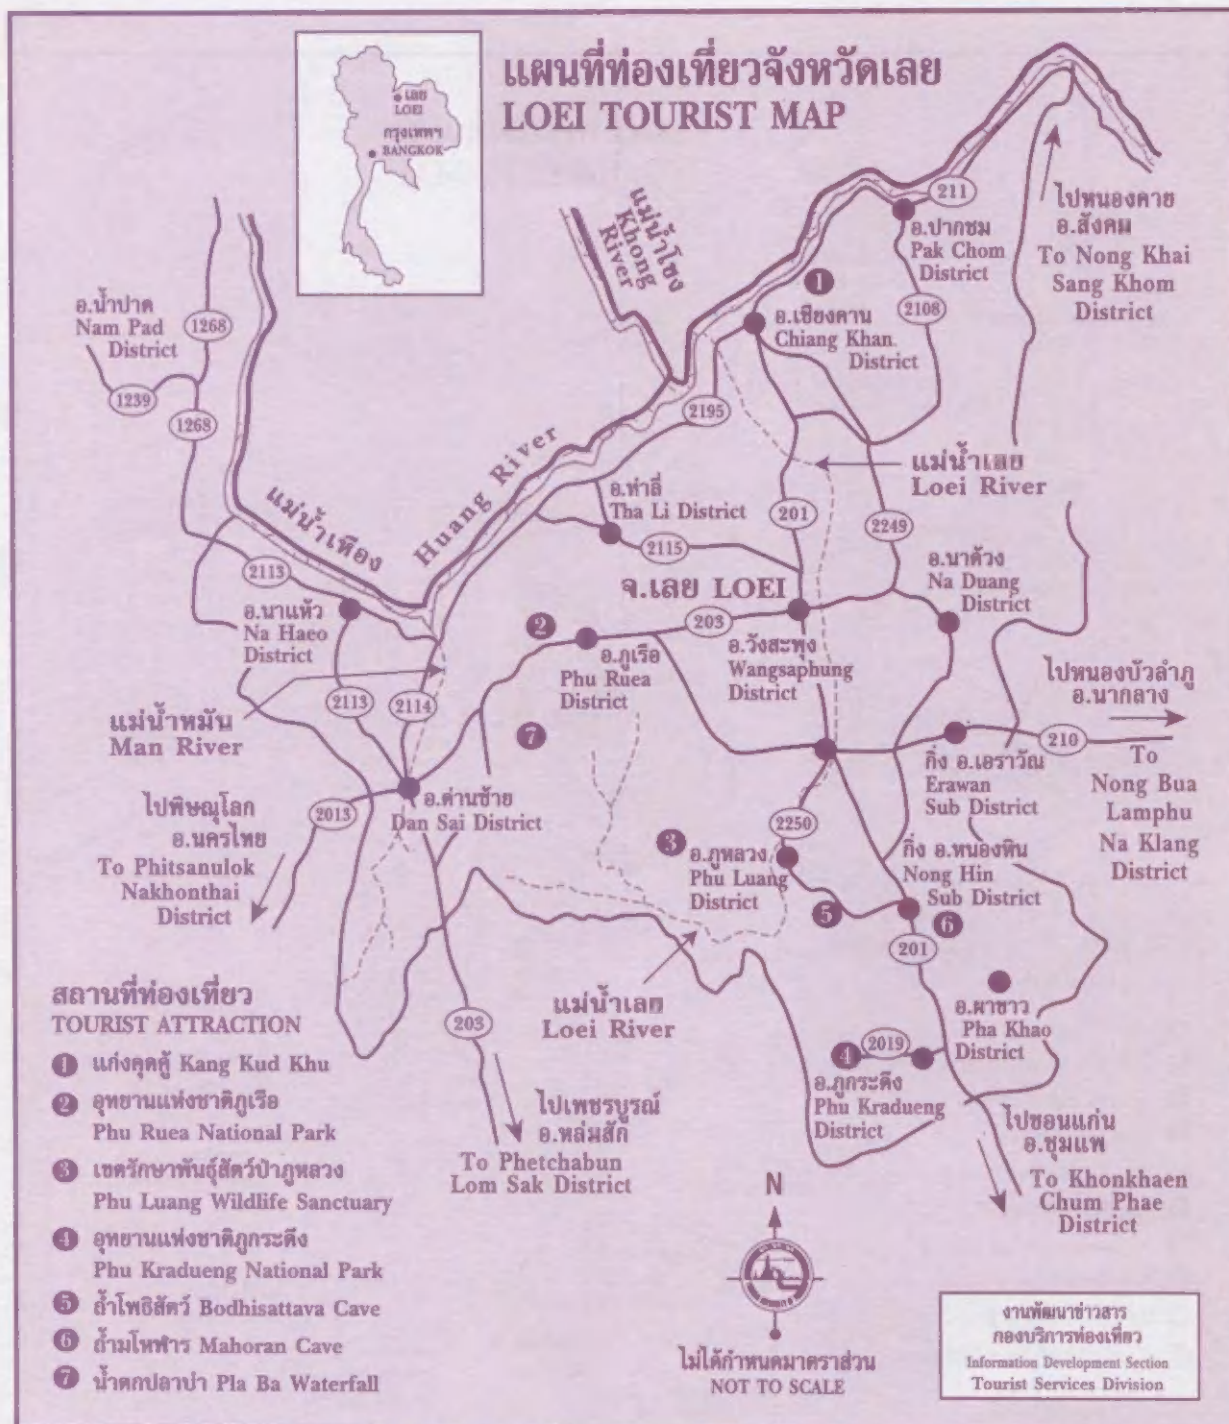 แผนที่ท่องเที่ยวจังหวัดเลย
LOEI TOURIST MAP
เลย
LOEI
กรุงเทพฯ
BANGKOK
แม่น้ำโขง
Khong
River
211
อ.ปากชม
Pak Chom
District
ไปหนองคาย
อ.สังคม
To Nong Khai
Sang Khom
District
อ.น้ำปาด
Nam Pad
District
1268
1239
1268
1
อ.เชียงคาน
Chiang Khan
District
2108
2195
แม่น้ำเลย
Loei River
แม่น้ำเหือง
Huang River
อ.ท่าลี่
Tha Li District
201
2249
2115
2113
อ.นาด้วง
Na Duang
District
จ.เลย LOEI
อ.นาแห้ว
Na Haeo
District
2
203
อ.ภูเรือ
Phu Ruea
District
อ.วังสะพุง
Wangsaphung
District
ไปหนองบัวลำภู
อ.นากลาง
แม่น้ำหมัน
Man River
2113
2114
7
210
To
Nong Bua
Lamphu
Na Klang
District
กิ่ง อ.เอราวัณ
Erawan
Sub District
ไปพิษณุโลก
อ.นครไทย
To Phitsanulok
Nakhonthai
District
2013
อ.ด่านซ้าย
Dan Sai District
2250
3
อ.ภูหลวง
Phu Luang
District
กิ่ง อ.หนองหิน
Nong Hin
Sub District
5
6
201
แม่น้ำเลย
Loei River
อ.ผาขาว
Pha Khao
District
203
4
2019
อ.ภูกระดึง
Phu Kradueng
District
ไปเพชรบูรณ์
อ.หล่มสัก
To Phetchabun
Lom Sak District
ไปขอนแก่น
อ.ชุมแพ
To Khonkhaen
Chum Phae
District
สถานที่ท่องเที่ยว
TOURIST ATTRACTION
1 แก่งคุดคู้ Kang Kud Khu
2 อุทยานแห่งชาติภูเรือ
Phu Ruea National Park
3 เขตรักษาพันธุ์สัตว์ป่าภูหลวง
Phu Luang Wildlife Sanctuary
4 อุทยานแห่งชาติภูกระดึง
Phu Kradueng National Park
5 ถ้ำโพธิสัตว์ Bodhisattava Cave
6 ถ้ำมโหฬาร Mahoran Cave
7 น้ำตกปลาบ่า Pla Ba Waterfall
N
ไม่ได้กำหนดมาตราส่วน
NOT TO SCALE
งานพัฒนาข่าวสาร
กองบริการท่องเที่ยว
Information Development Section
Tourist Services Division